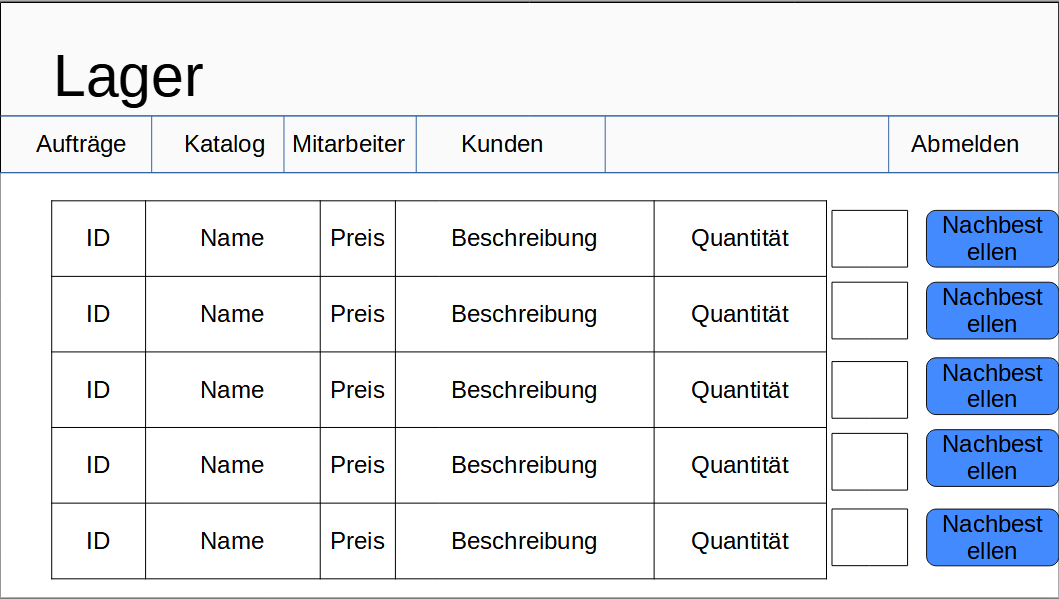 Lager
Aufträge Katalog Mitarbeiter Kunden Abmelden
ID Name Preis Beschreibung Quantität Nachbest
ellen
ID Name Preis Beschreibung Quantität Nachbest
ellen
ID Name Preis Beschreibung Quantität Nachbest
ellen
ID Name Preis Beschreibung Quantität Nachbest
ellen
ID Name Preis Beschreibung Quantität Nachbest
ellen